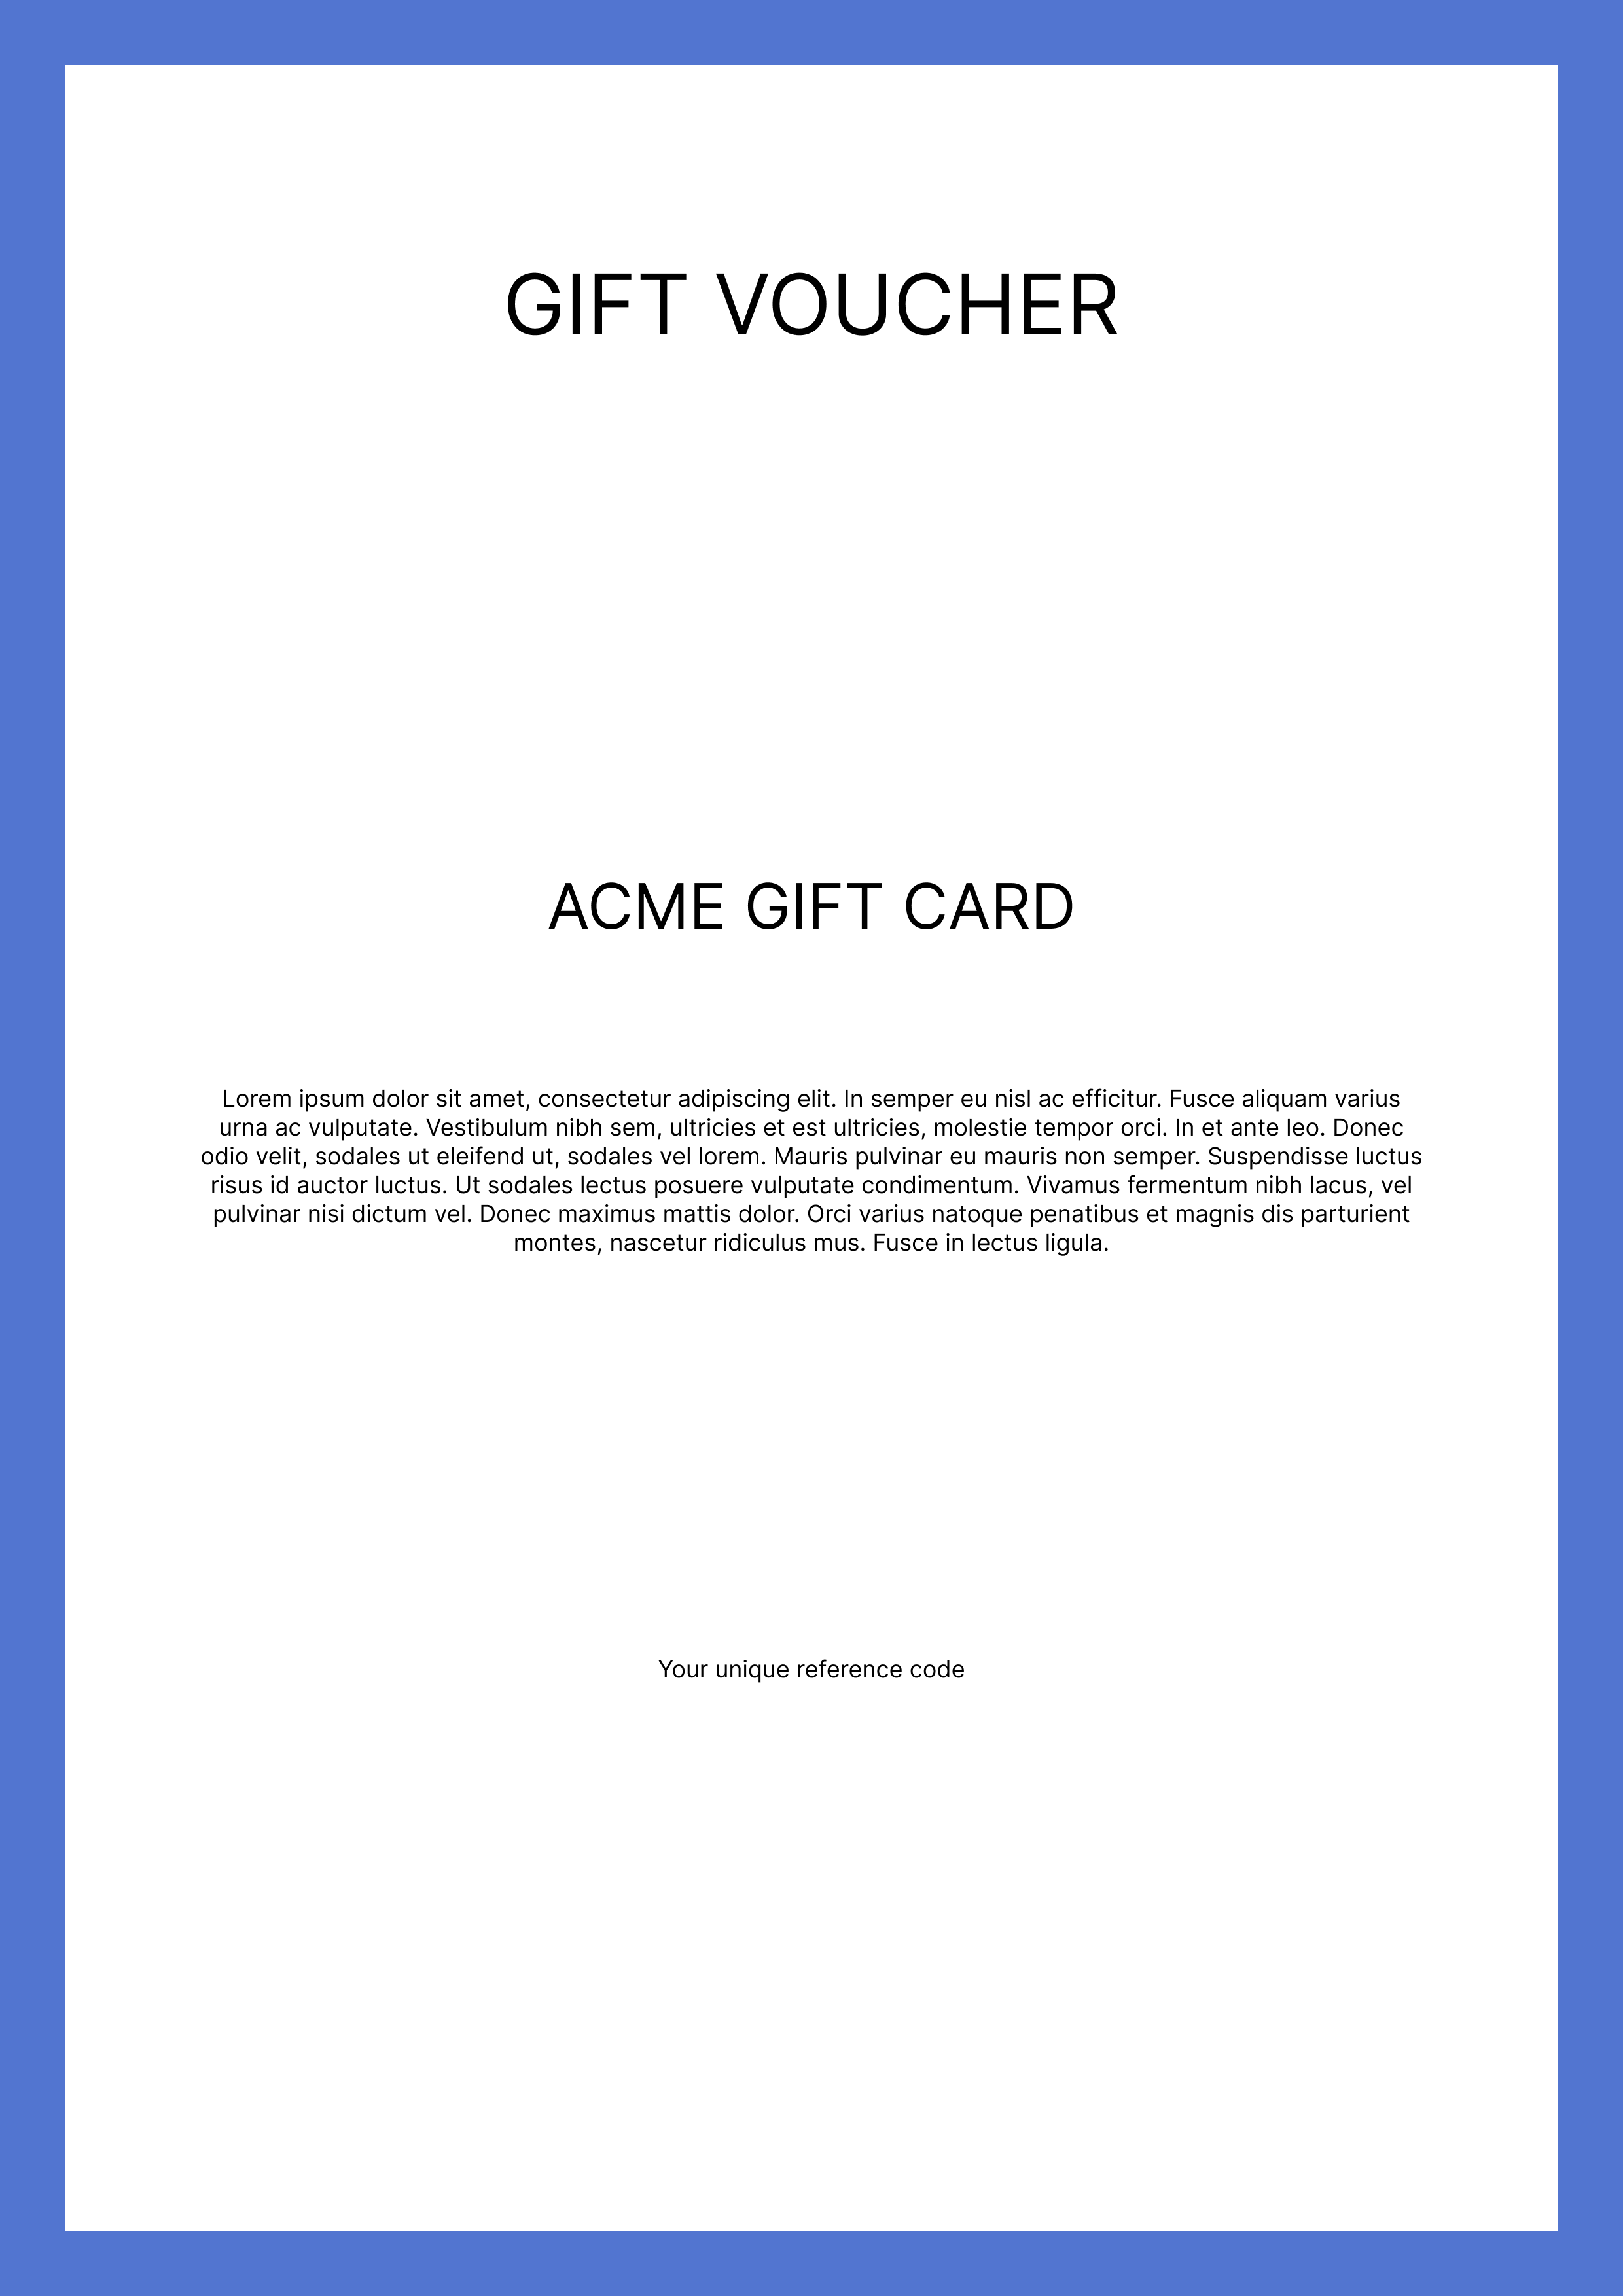 GIFT VOUCHER
ACME GIFT CARD
Lorem ipsum dolor sit amet, consectetur adipiscing elit. In semper eu nisl ac efficitur. Fusce aliquam varius
urna ac vulputate. Vestibulum nibh sem, ultricies et est ultricies, molestie tempor orci. In et ante leo. Donec
odio velit, sodales ut eleifend ut, sodales vel lorem. Mauris pulvinar eu mauris non semper. Suspendisse luctus
risus id auctor luctus. Ut sodales lectus posuere vulputate condimentum. Vivamus fermentum nibh lacus, vel
pulvinar nisi dictum vel. Donec maximus mattis dolor. Orci varius natoque penatibus et magnis dis parturient
montes, nascetur ridiculus mus. Fusce in lectus ligula.
Your unique reference code